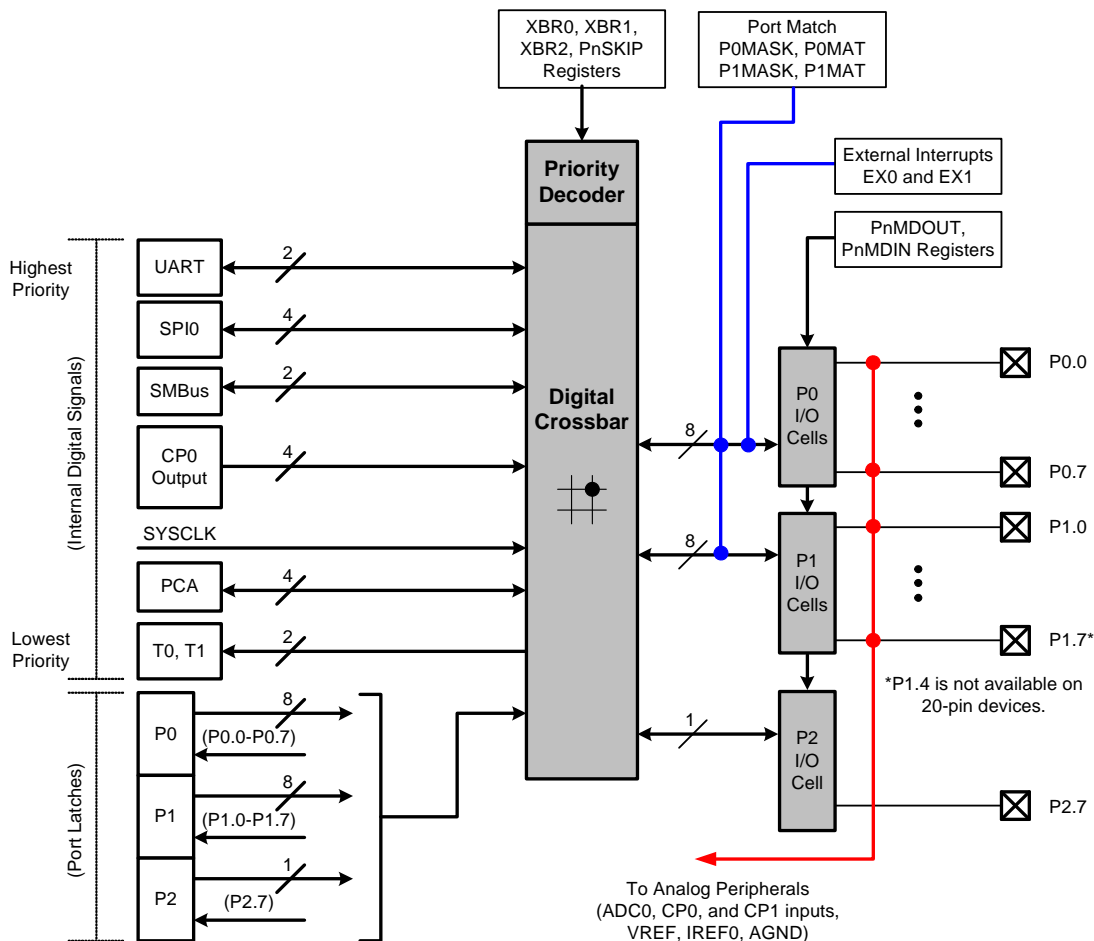 XBR0, XBR1,
XBR2, PnSKIP
Registers
Port Match
P0MASK, P0MAT
P1MASK, P1MAT
External Interrupts
EX0 and EX1
Priority
Decoder
PnMDOUT,
PnMDIN Registers
Highest
Priority
UART
2
SPI0
4
(Internal Digital Signals)
SMBus
2
Digital
Crossbar
CP0
Output
4
SYSCLK
PCA
4
Lowest
Priority
T0, T1
2
8
P0
I/O
Cells
P0.0
P0.7
8
P1
I/O
Cells
P1.0
P1.7*
*P1.4 is not available on
20-pin devices.
1
P2
I/O
Cell
P2.7
(Port Latches)
P0
8
(P0.0-P0.7)
P1
8
(P1.0-P1.7)
P2
1
(P2.7)
To Analog Peripherals
(ADC0, CP0, and CP1 inputs,
VREF, IREF0, AGND)